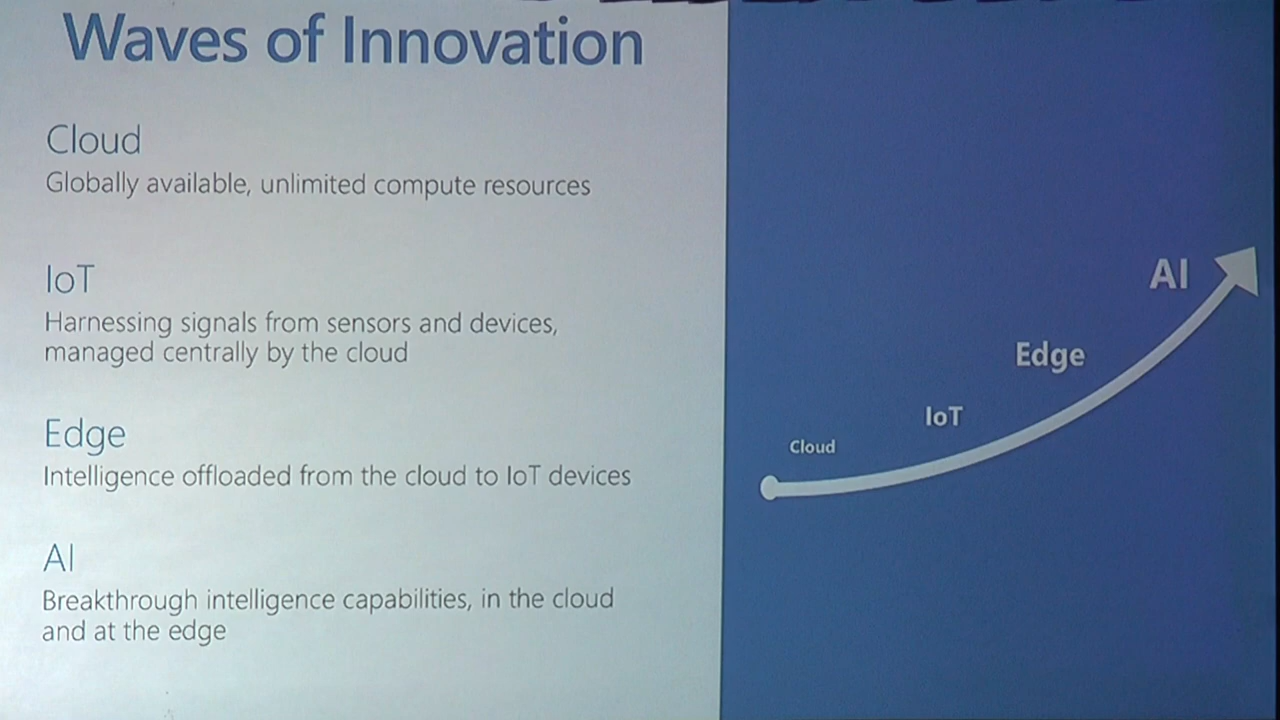 Waves of Innovation
Cloud
Globally available, unlimited compute resources
IoT
Harnessing signals from sensors and devices,
managed centrally by the cloud
Edge
Intelligence offloaded from the cloud to IoT devices
AI
Breakthrough intelligence capabilities, in the cloud
and at the edge
AI
Edge
IoT
Cloud